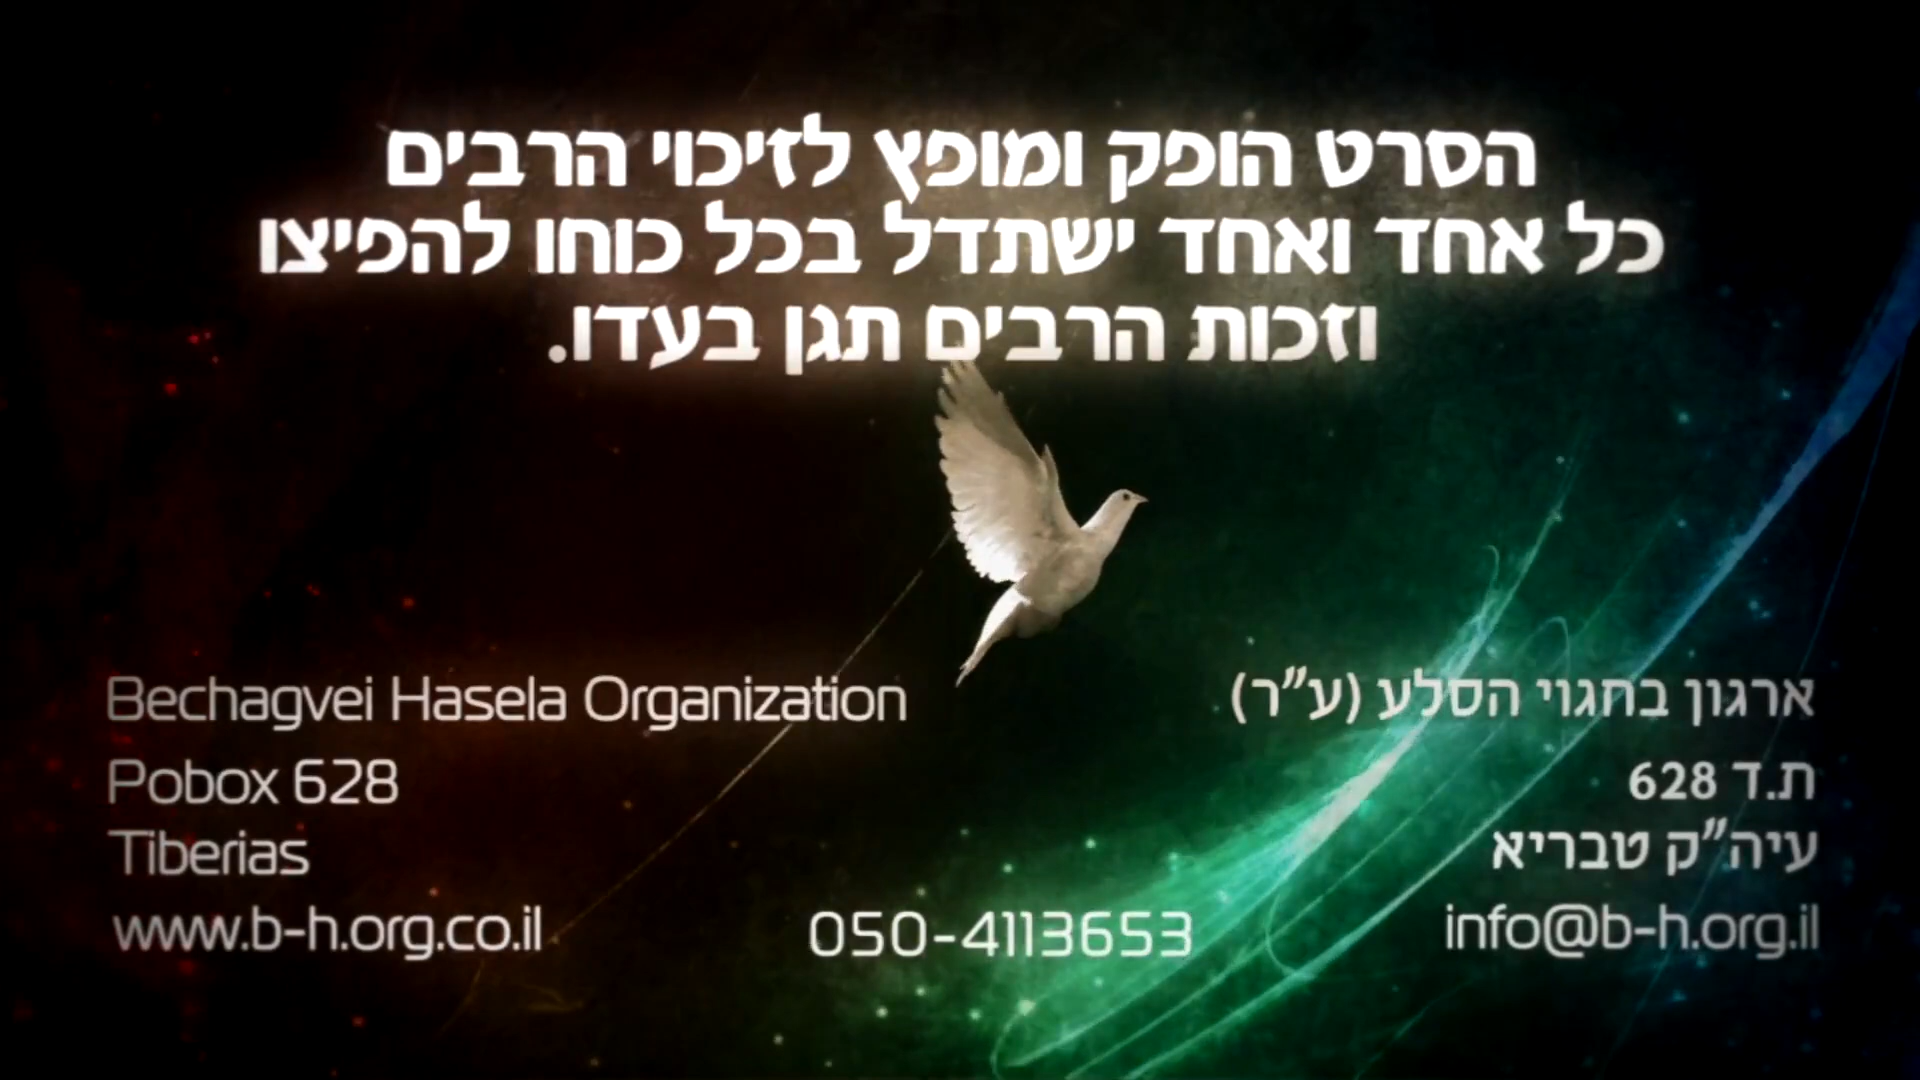 הסרט הופק ומופץ לזיכוי הרבים
כל אחד ואחד ישתדל בכל כוחו להפיצו
וזכות הרבים תגן בעדו.
Bechagvei Hasela Organization
Pobox 628
Tiberias
www.b-h.org.co.il
050-4113653
ארגון בחגוי הסלע (ע"ר)
ת.ד 628
עיה"ק טבריא
info@b-h.org.il